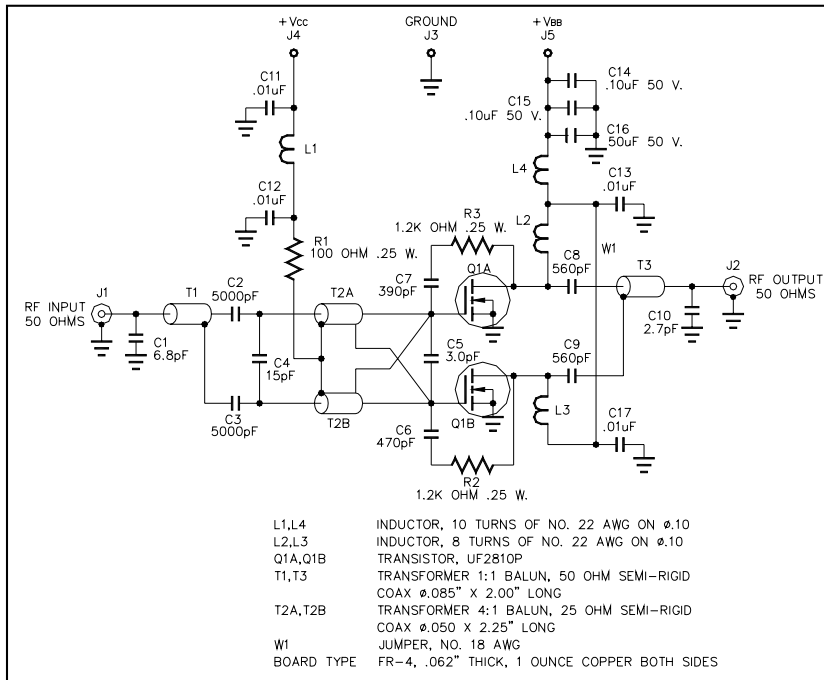 +Vcc
J4
GROUND
J3
+VBB
J5
C11
.01uF
C14
.10uF 50 V.
C15
.10uF 50 V.
C16
50uF 50 V.
L1
L4
C12
.01uF
C13
.01uF
R3
1.2K OHM .25 W.
L2
W1
R1
100 OHM .25 W.
Q1A
C8
560pF
T3
J2
RF OUTPUT
50 OHMS
J1
RF INPUT
50 OHMS
T1
C2
5000pF
T2A
C7
390pF
C1
6.8pF
C4
15pF
C5
3.0pF
C10
2.7pF
C9
560pF
C3
5000pF
T2B
C6
470pF
Q1B
L3
C17
.01uF
R2
1.2K OHM .25 W.
L1,L4 INDUCTOR, 10 TURNS OF NO. 22 AWG ON ø.10
L2,L3 INDUCTOR, 8 TURNS OF NO. 22 AWG ON ø.10
Q1A,Q1B TRANSISTOR, UF2810P
T1,T3 TRANSFORMER 1:1 BALUN, 50 OHM SEMI-RIGID
COAX ø.085" X 2.00" LONG
T2A,T2B TRANSFORMER 4:1 BALUN, 25 OHM SEMI-RIGID
COAX ø.050 X 2.25" LONG
W1 JUMPER, NO. 18 AWG
BOARD TYPE FR-4, .062" THICK, 1 OUNCE COPPER BOTH SIDES